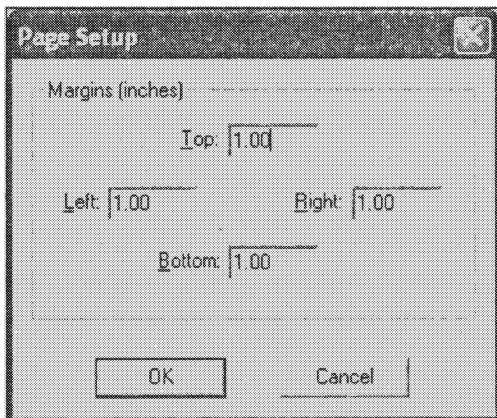 Page Setup
Margins (inches)
Top: 1.00
Left: 1.00 Right: 1.00
Bottom: 1.00
OK Cancel